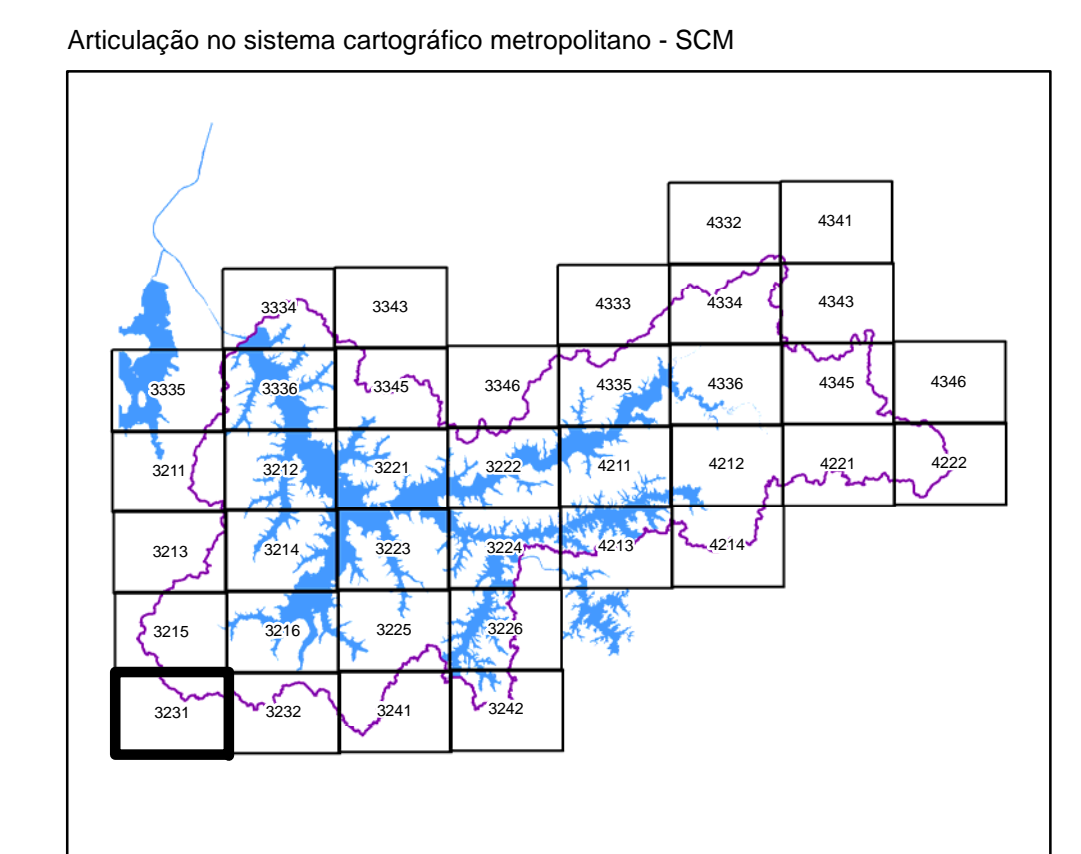 Articulação no sistema cartográfico metropolitano - SCM
4332 4341
3334 3343 4333 4334 4343
3335 3336 3345 3346 4335 4336 4345 4346
3211 3212 3221 3222 4211 4212 4221 4222
3213 3214 3223 3224 4213 4214
3215 3216 3225 3226
3231 3232 3241 3242